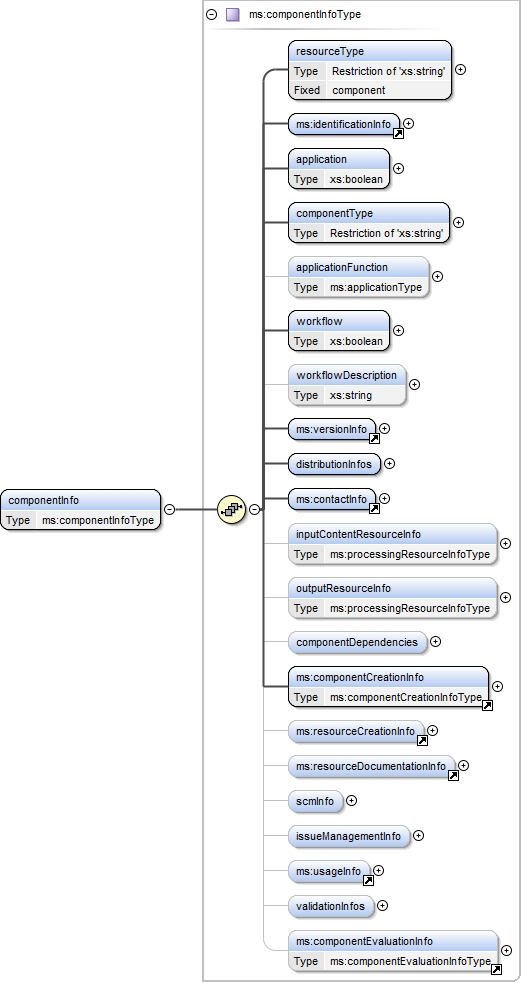 ms:componentInfoType
resourceType
Type Restriction of 'xs:string'
Fixed component
ms:identificationInfo
application
Type xs:boolean
componentType
Type Restriction of 'xs:string'
applicationFunction
Type ms:applicationType
workflow
Type xs:boolean
workflowDescription
Type xs:string
ms:versionInfo
distributionInfos
ms:contactInfo
componentInfo
Type ms:componentInfoType
inputContentResourceInfo
Type ms:processingResourceInfoType
outputResourceInfo
Type ms:processingResourceInfoType
componentDependencies
ms:componentCreationInfo
Type ms:componentCreationInfoType
ms:resourceCreationInfo
ms:resourceDocumentationInfo
scmInfo
issueManagementInfo
ms:usageInfo
validationInfos
ms:componentEvaluationInfo
Type ms:componentEvaluationInfoType